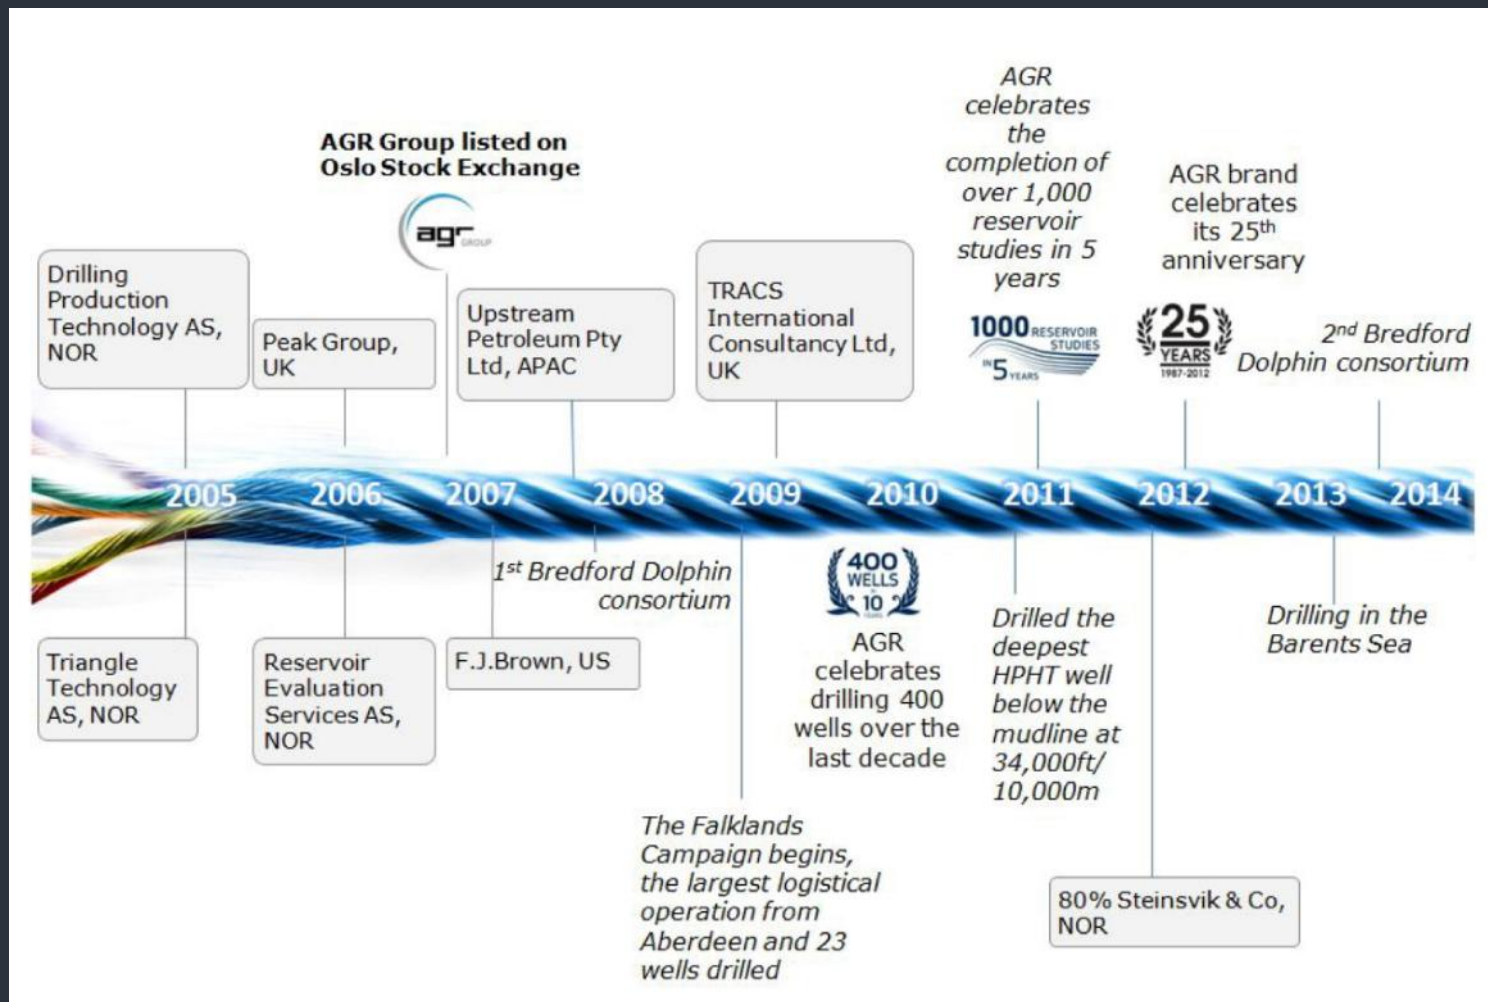 AGR Group listed on
Oslo Stock Exchange
agr
GROUP
Drilling
Production
Technology AS,
NOR
Peak Group,
UK
Upstream
Petroleum Pty
Ltd, APAC
TRACS
International
Consultancy Ltd,
UK
AGR
celebrates
the
completion of
over 1,000
reservoir
studies in 5
years
1000 RESERVOIR
STUDIES
IN 5 YEARS
AGR brand
celebrates
its 25th
anniversary
25
YEARS
1987-2012
2nd Bredford
Dolphin consortium
2005 2006 2007 2008 2009 2010 2011 2012 2013 2014
1st Bredford Dolphin
consortium
Triangle
Technology
AS, NOR
Reservoir
Evaluation
Services AS,
NOR
F.J.Brown, US
The Falklands
Campaign begins,
the largest logistical
operation from
Aberdeen and 23
wells drilled
400
WELLS
10
AGR
celebrates
drilling 400
wells over the
last decade
Drilled the
deepest
HPHT well
below the
mudline at
34,000ft/
10,000m
80% Steinsvik & Co,
NOR
Drilling in the
Barents Sea